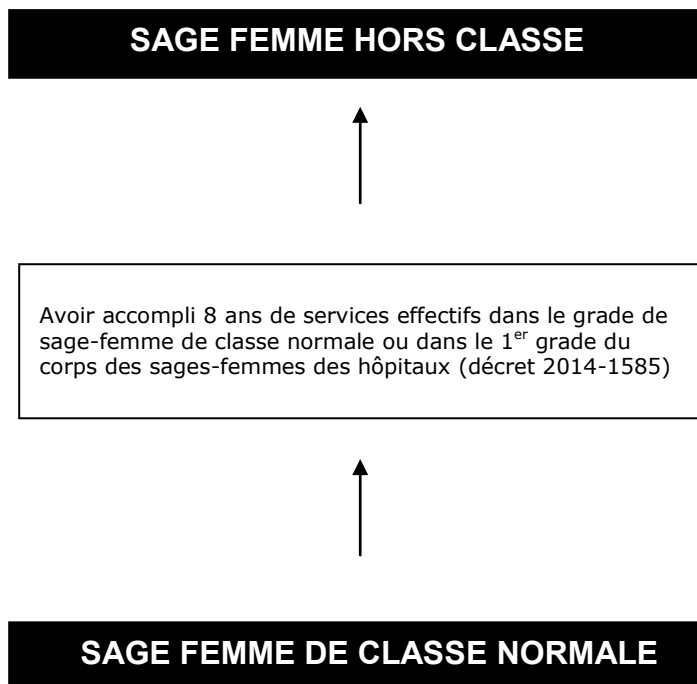 SAGE FEMME HORS CLASSE
Avoir accompli 8 ans de services effectifs dans le grade de
sage-femme de classe normale ou dans le 1er grade du
corps des sages-femmes des hôpitaux (décret 2014-1585)
SAGE FEMME DE CLASSE NORMALE